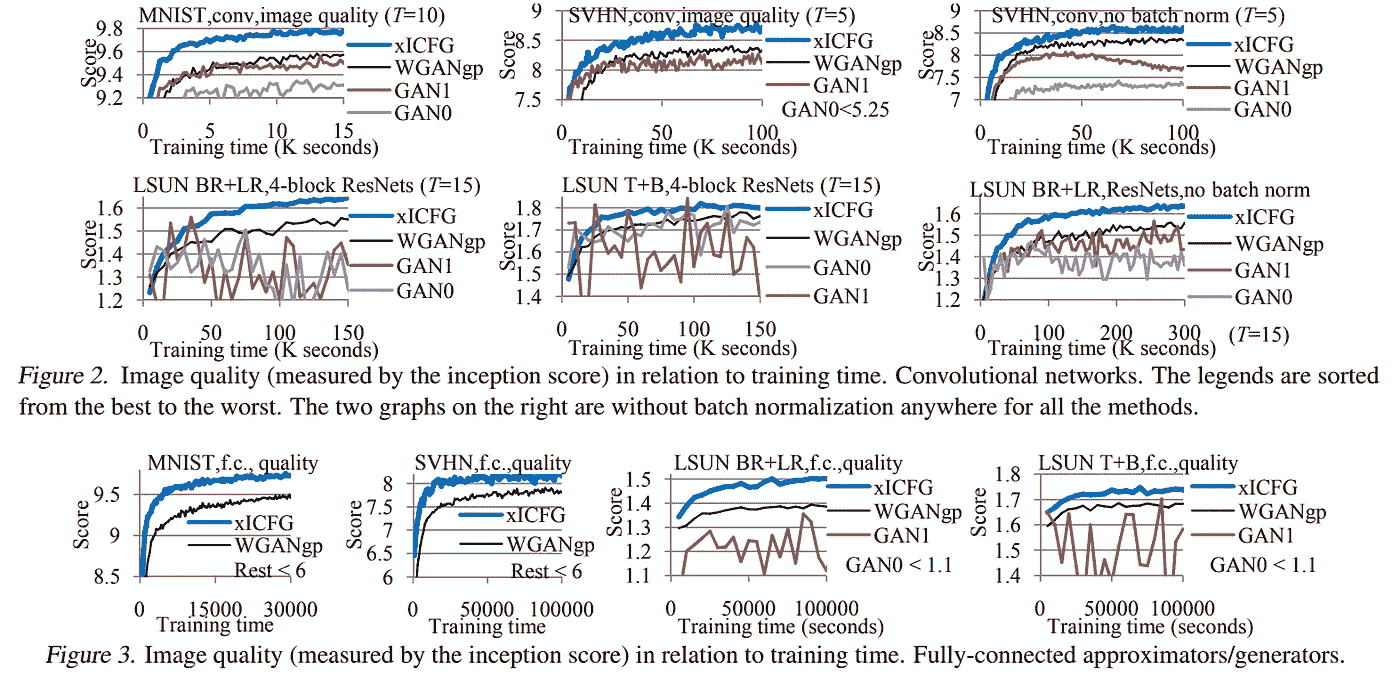 MNIST,conv,image quality (T=10)
Score
9.8
9.6
9.4
9.2
xICFG
WGANgp
GAN1
GAN0
0 5 10 15
Training time (K seconds)
SVHN,conv,image quality (T=5)
Score
9
8.5
8
7.5
xICFG
WGANgp
GAN1
GAN0<5.25
0 50 100
Training time (K seconds)
SVHN,conv,no batch norm (T=5)
Score
9
8.5
8
7.5
7
xICFG
WGANgp
GAN1
GAN0
0 50 100
Training time (K seconds)
LSUN BR+LR,4-block ResNets (T=15)
Score
1.6
1.5
1.4
1.3
1.2
xICFG
WGANgp
GAN1
GAN0
0 50 100 150
Training time (K seconds)
LSUN T+B,4-block ResNets (T=15)
Score
1.8
1.7
1.6
1.5
1.4
xICFG
WGANgp
GAN0
GAN1
0 50 100 150
Training time (K seconds)
LSUN BR+LR,ResNets,no batch norm
Score
1.6
1.5
1.4
1.3
1.2
xICFG
WGANgp
GAN1
GAN0
0 100 200 300
(T=15)
Training time (K seconds)
Figure 2. Image quality (measured by the inception score) in relation to training time. Convolutional networks. The legends are sorted
from the best to the worst. The two graphs on the right are without batch normalization anywhere for all the methods.
MNIST,f.c., quality
Score
9.5
9
8.5
xICFG
WGANgp
Rest < 6
0 15000 30000
Training time
SVHN,f.c.,quality
Score
8
7.5
7
6.5
6
xICFG
WGANgp
Rest < 6
0 50000 100000
Training time
LSUN BR+LR,f.c.,quality
Score
1.5
1.4
1.3
1.2
1.1
xICFG
WGANgp
GAN1
GAN0 < 1.1
0 50000 100000
Training time (seconds)
LSUN T+B,f.c.,quality
Score
1.8
1.7
1.6
1.5
1.4
xICFG
WGANgp
GAN1
GAN0 < 1.1
0 50000 100000
Training time (seconds)
Figure 3. Image quality (measured by the inception score) in relation to training time. Fully-connected approximators/generators.